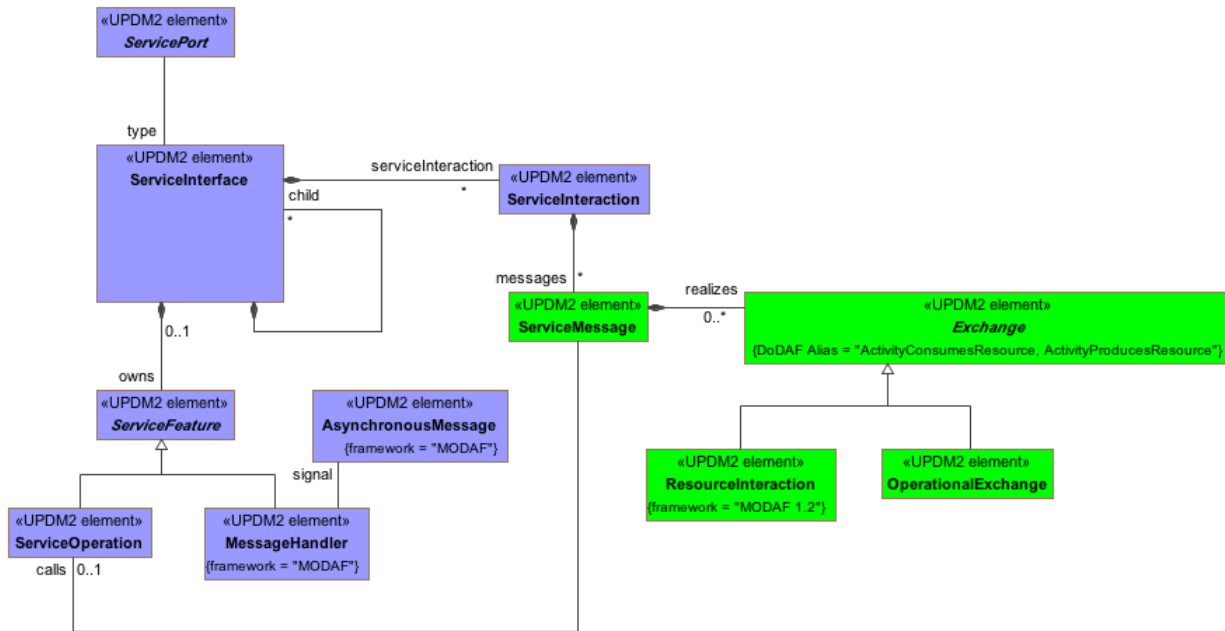 «UPDM2 element»
ServicePort
type
«UPDM2 element»
ServiceInterface
serviceInteraction
*
child
*
«UPDM2 element»
ServiceInteraction
messages *
«UPDM2 element»
ServiceMessage
realizes
0..*
«UPDM2 element»
Exchange
{DoDAF Alias = "ActivityConsumesResource, ActivityProducesResource"}
0..1
owns
«UPDM2 element»
ServiceFeature
«UPDM2 element»
AsynchronousMessage
{framework = "MODAF"}
signal
«UPDM2 element»
ResourceInteraction
{framework = "MODAF 1.2"}
«UPDM2 element»
OperationalExchange
«UPDM2 element»
ServiceOperation
«UPDM2 element»
MessageHandler
{framework = "MODAF"}
calls 0..1